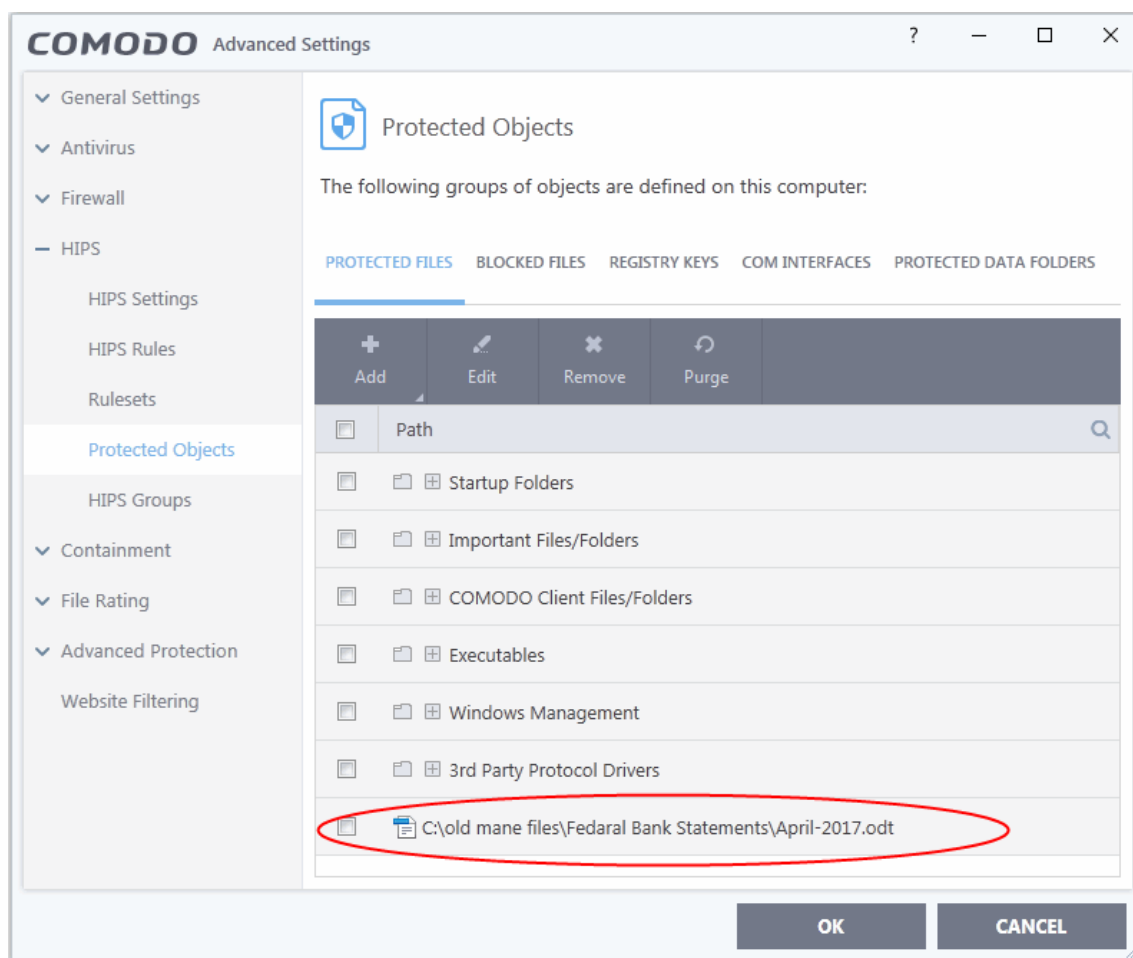 COMODO Advanced Settings ?
General Settings
Antivirus
Firewall
HIPS
HIPS Settings
HIPS Rules
Rulesets
Protected Objects
HIPS Groups
Containment
File Rating
Advanced Protection
Website Filtering
Protected Objects
The following groups of objects are defined on this computer:
PROTECTED FILES BLOCKED FILES REGISTRY KEYS COM INTERFACES PROTECTED DATA FOLDERS
Add Edit Remove Purge
Path
Startup Folders
Important Files/Folders
COMODO Client Files/Folders
Executables
Windows Management
3rd Party Protocol Drivers
C:\old mane files\Fedaral Bank Statements\April-2017.odt
OK CANCEL